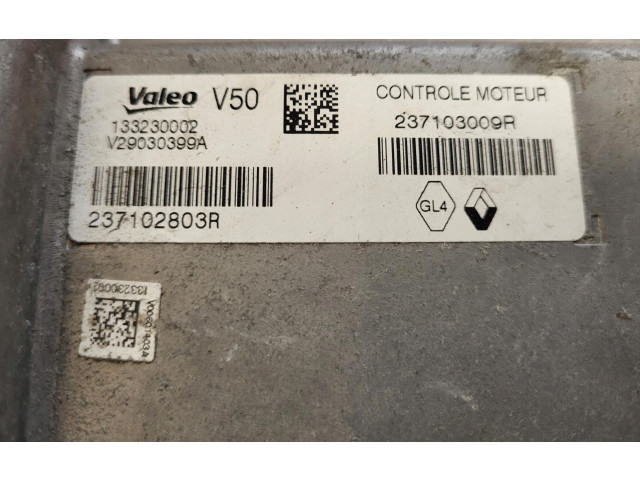 Valeo V50
133230002
V29030399A
237102803R
CONTROLE MOTEUR
237103009R
GL4